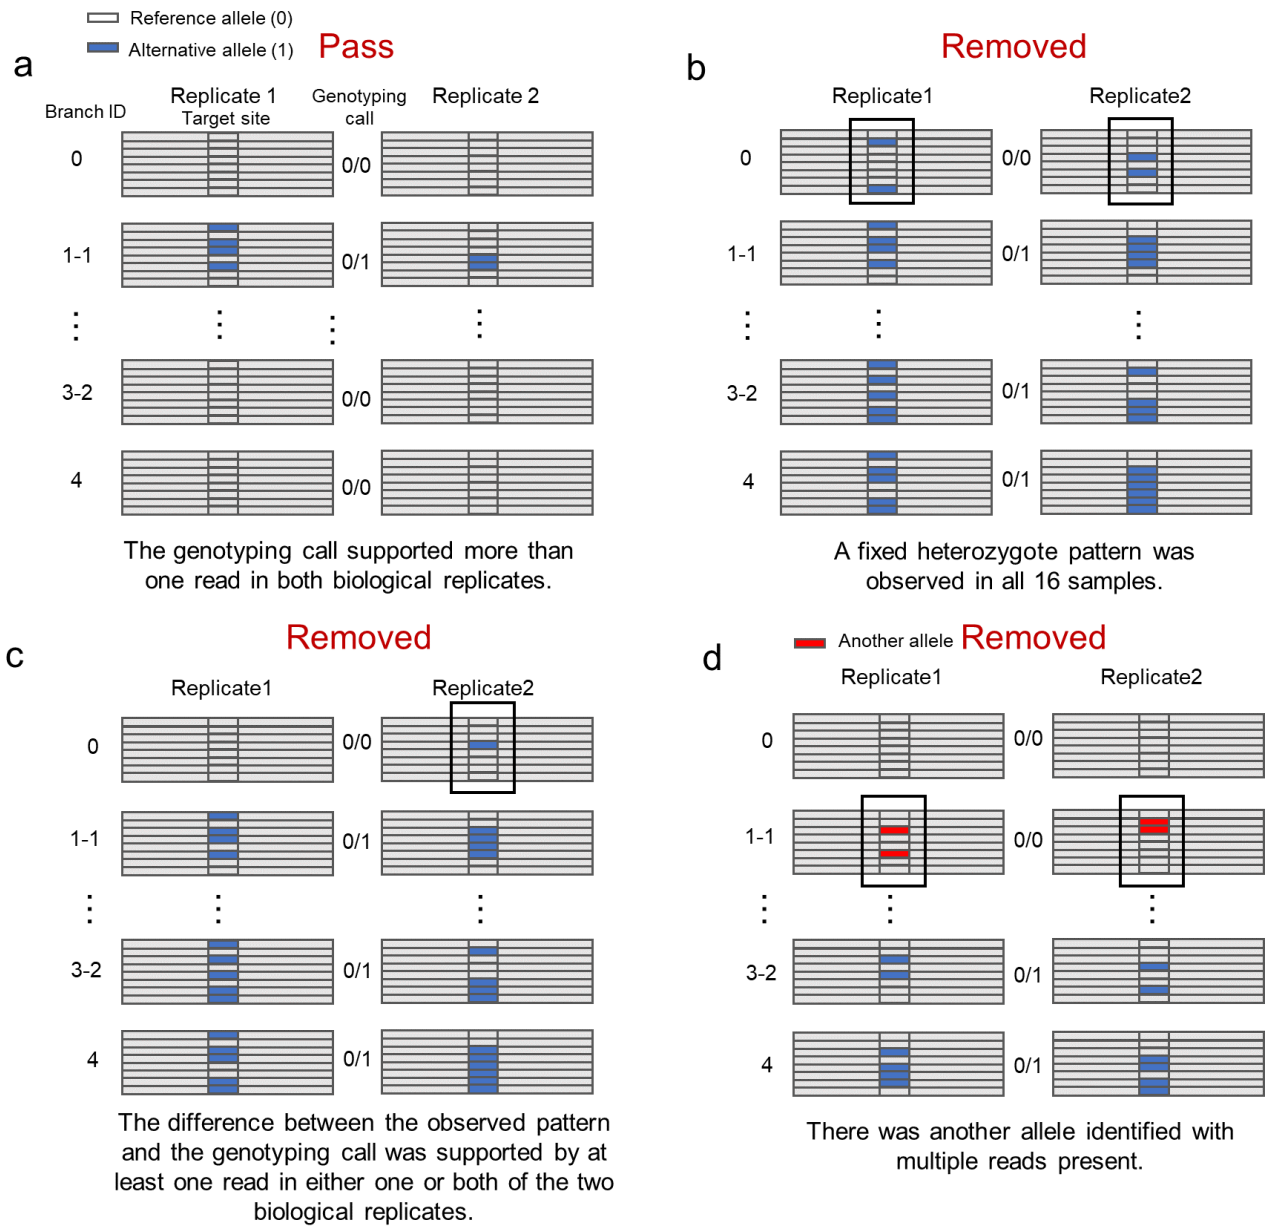 Reference allele (0)
Alternative allele (1)
Pass
a
Branch ID
Replicate 1
Target site
Genotyping
call
Replicate 2
0
0/0
1-1
0/1
3-2
0/0
4
0/0
The genotyping call supported more than
one read in both biological replicates.
Removed
b
Replicate1
Replicate2
0
0/0
1-1
0/1
3-2
0/1
4
0/1
A fixed heterozygote pattern was
observed in all 16 samples.
Removed
c
Replicate1
Replicate2
0
0/0
1-1
0/1
3-2
0/1
4
0/1
The difference between the observed pattern
and the genotyping call was supported by at
least one read in either one or both of the two
biological replicates.
Another allele
Removed
d
Replicate1
Replicate2
0
0/0
1-1
0/0
3-2
0/1
4
0/1
There was another allele identified with
multiple reads present.